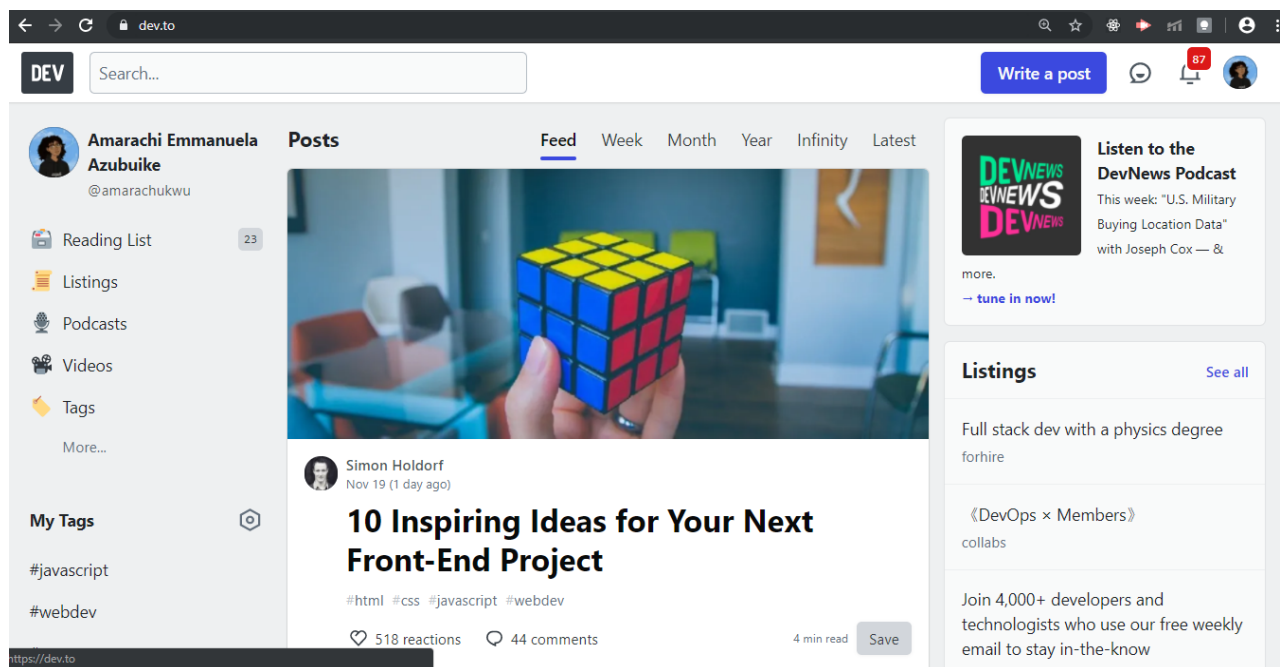 dev.to
DEV
Search...
Write a post
87
Amarachi Emmanuela
Azubuike
@amarachukwu
Reading List
23
Listings
Podcasts
Videos
Tags
More...
My Tags
#javascript
#webdev
https://dev.to
Posts
Feed
Week
Month
Year
Infinity
Latest
Simon Holdorf
Nov 19 (1 day ago)
10 Inspiring Ideas for Your Next
Front-End Project
#html #css #javascript #webdev
518 reactions
44 comments
4 min read
Save
DEVNEWS
DEVNEWS
DEVNEWS
Listen to the
DevNews Podcast
This week: "U.S. Military
Buying Location Data"
with Joseph Cox — &
more.
→ tune in now!
Listings
See all
Full stack dev with a physics degree
forhire
《DevOps × Members》
collabs
Join 4,000+ developers and
technologists who use our free weekly
email to stay in-the-know